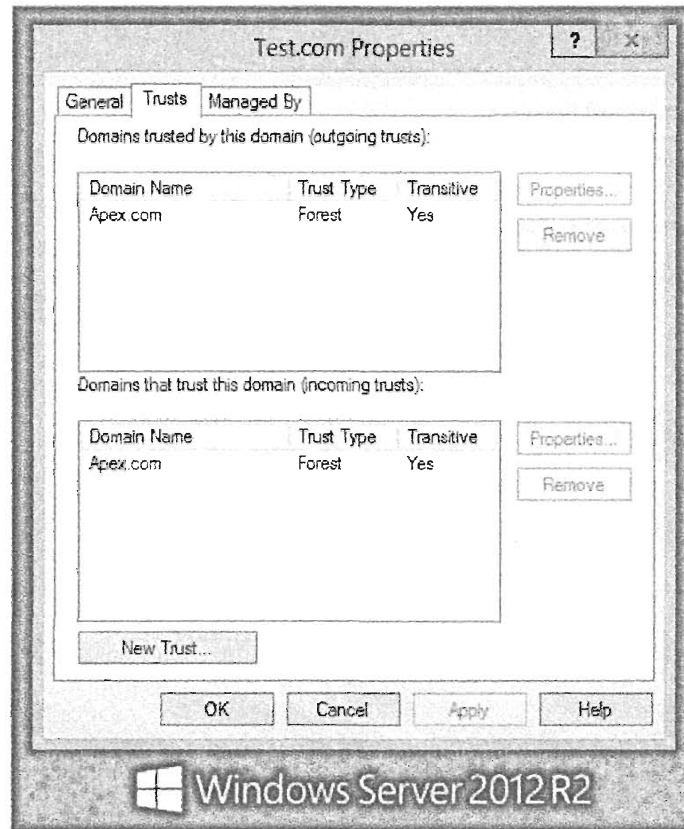 Test.com Properties
? ×
General Trusts Managed By
Domains trusted by this domain (outgoing trusts):
Domain Name Trust Type Transitive
Apex.com Forest Yes
Properties...
Remove
Domains that trust this domain (incoming trusts):
Domain Name Trust Type Transitive
Apex.com Forest Yes
Properties...
Remove
New Trust...
OK Cancel Apply Help
Windows Server 2012 R2